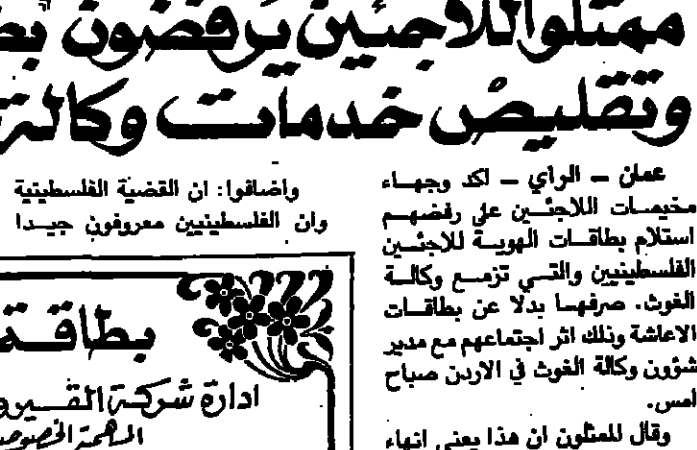 ممثلو اللاجئين يرفضون
وتقليص خدمات وكالة
عمان - الراي - اكد وجهاء
مخيمات اللاجئين على رفضهم
استلام بطاقات الهوية للاجئين
الفلسطينيين والتي تزمع وكالة
الغوث. صرفها بدلا عن بطاقات
الاعاشة وذلك اثر اجتماعهم مع مدير
شؤون وكالة الغوث في الاردن صباح
امس.
وقال الممثلون ان هذا يعني انهاء
واضافوا: ان القضية الفلسطينية
وان الفلسطينيين معروفون جيدا
بطاقة
ادارة شركة